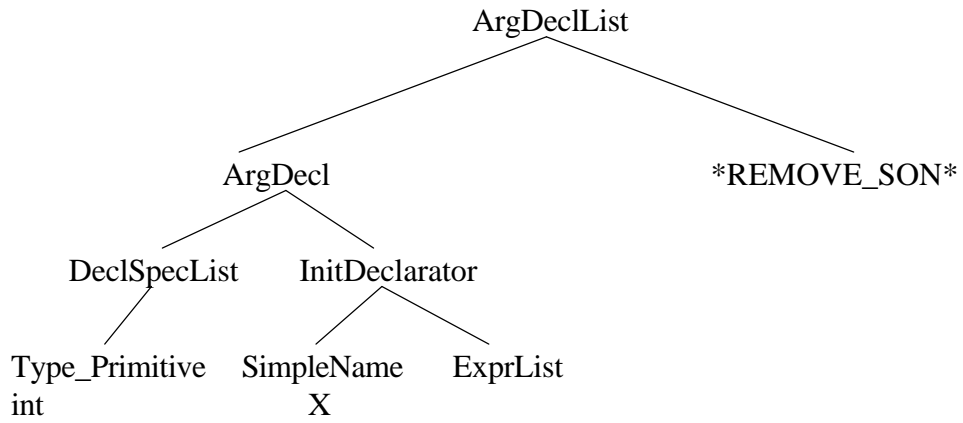 ArgDeclList
ArgDecl *REMOVE_SON*
DeclSpecList InitDeclarator
Type_Primitive SimpleName ExprList
int X